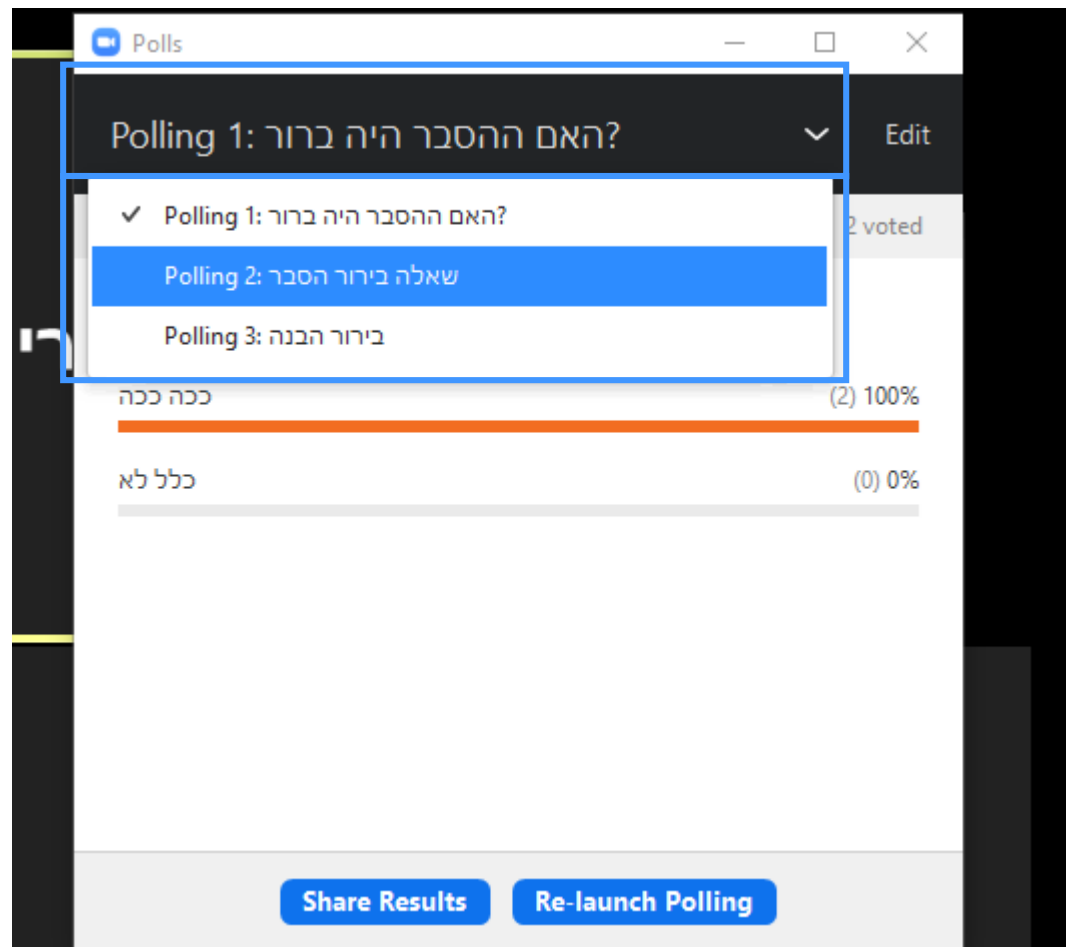 Polls
Polling 1: האם ההסבר היה ברור?
Edit
Polling 1: האם ההסבר היה ברור?
2 voted
Polling 2: שאלה בירור הסבר
Polling 3: בירור הבנה
רי
ככה ככה (2) 100%
כלל לא (0) 0%
Share Results Re-launch Polling